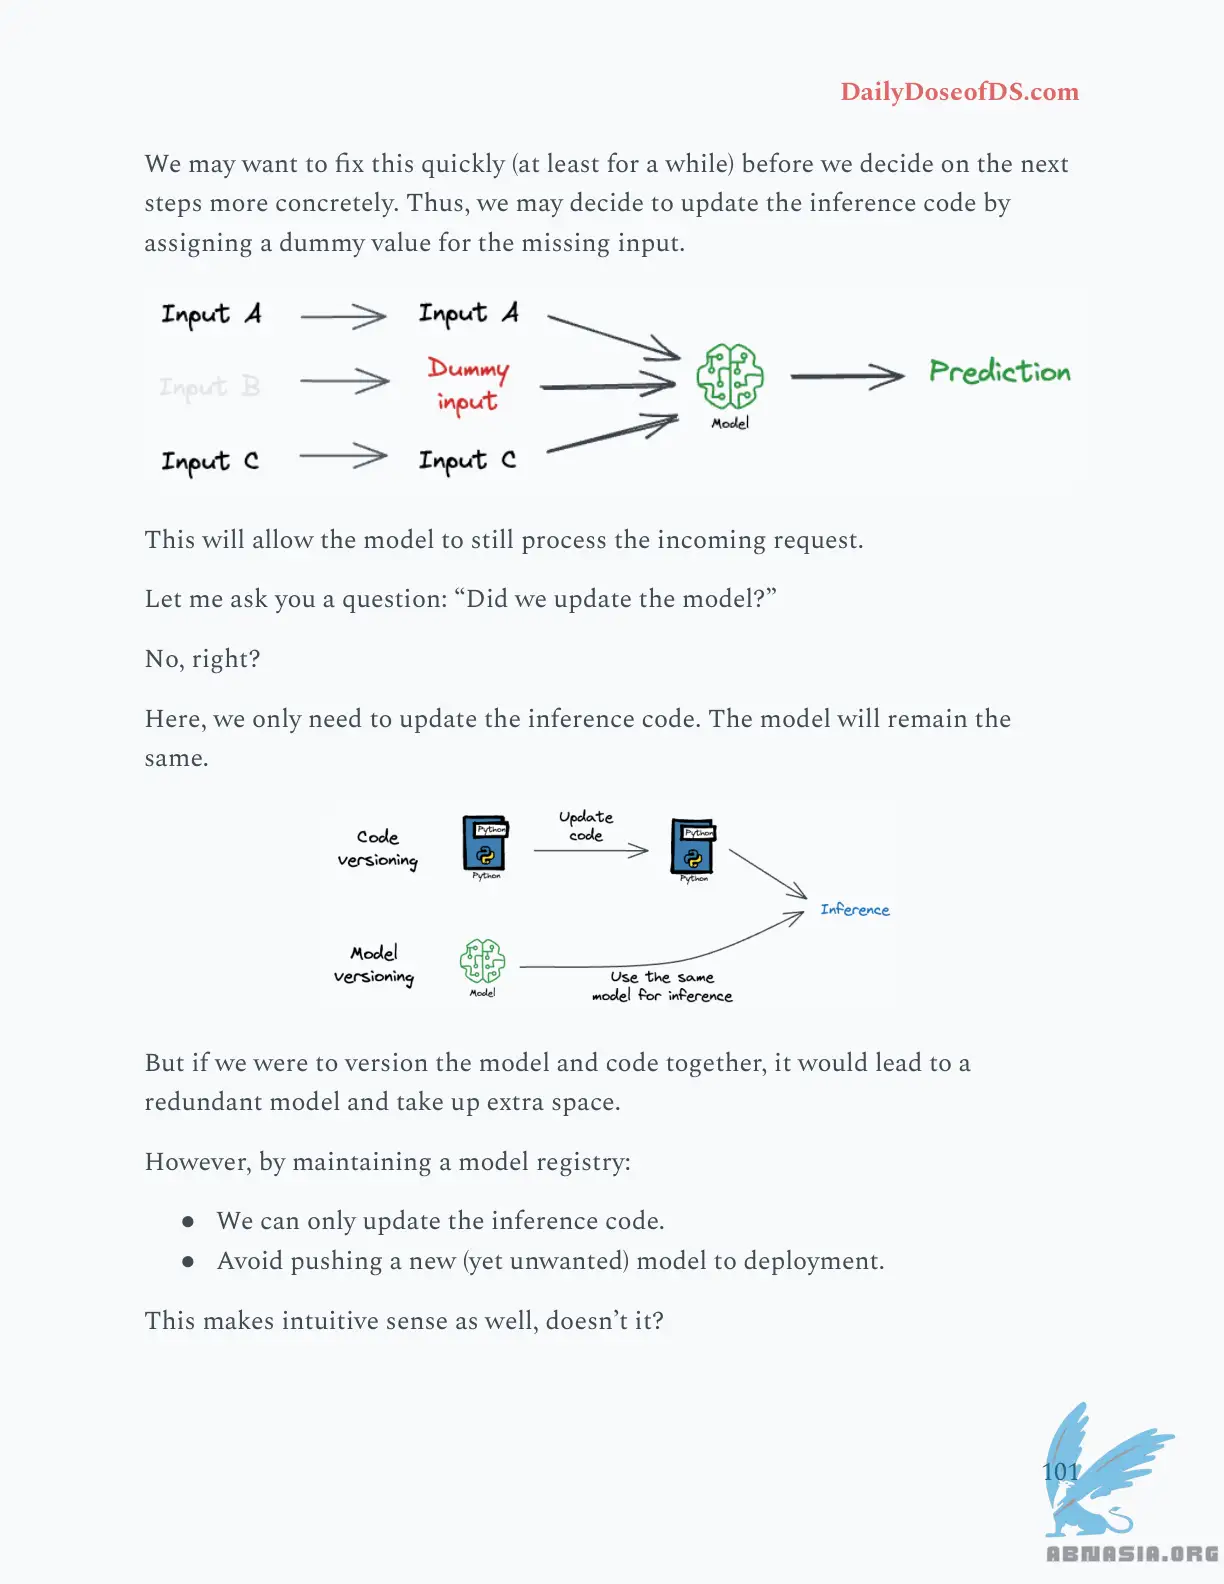 DailyDoseofDS.com
We may want to fix this quickly (at least for a while) before we decide on the next
steps more concretely. Thus, we may decide to update the inference code by
assigning a dummy value for the missing input.
Input A
Input A
Input B
Dummy
input
Input C
Input C
Model
Prediction
This will allow the model to still process the incoming request.
Let me ask you a question: “Did we update the model?”
No, right?
Here, we only need to update the inference code. The model will remain the
same.
Code
versioning
Python
Python
Update
code
Python
Python
Inference
Model
versioning
Model
Use the same
model for inference
But if we were to version the model and code together, it would lead to a
redundant model and take up extra space.
However, by maintaining a model registry:
● We can only update the inference code.
● Avoid pushing a new (yet unwanted) model to deployment.
This makes intuitive sense as well, doesn’t it?
101
ABNASIA.ORG